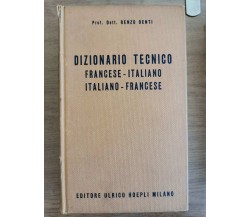 Prof. Dott. RENZO DENTI
DIZIONARIO TECNICO
FRANCESE - ITALIANO
ITALIANO - FRANCESE
EDITORE ULRICO HOEPLI MILANO